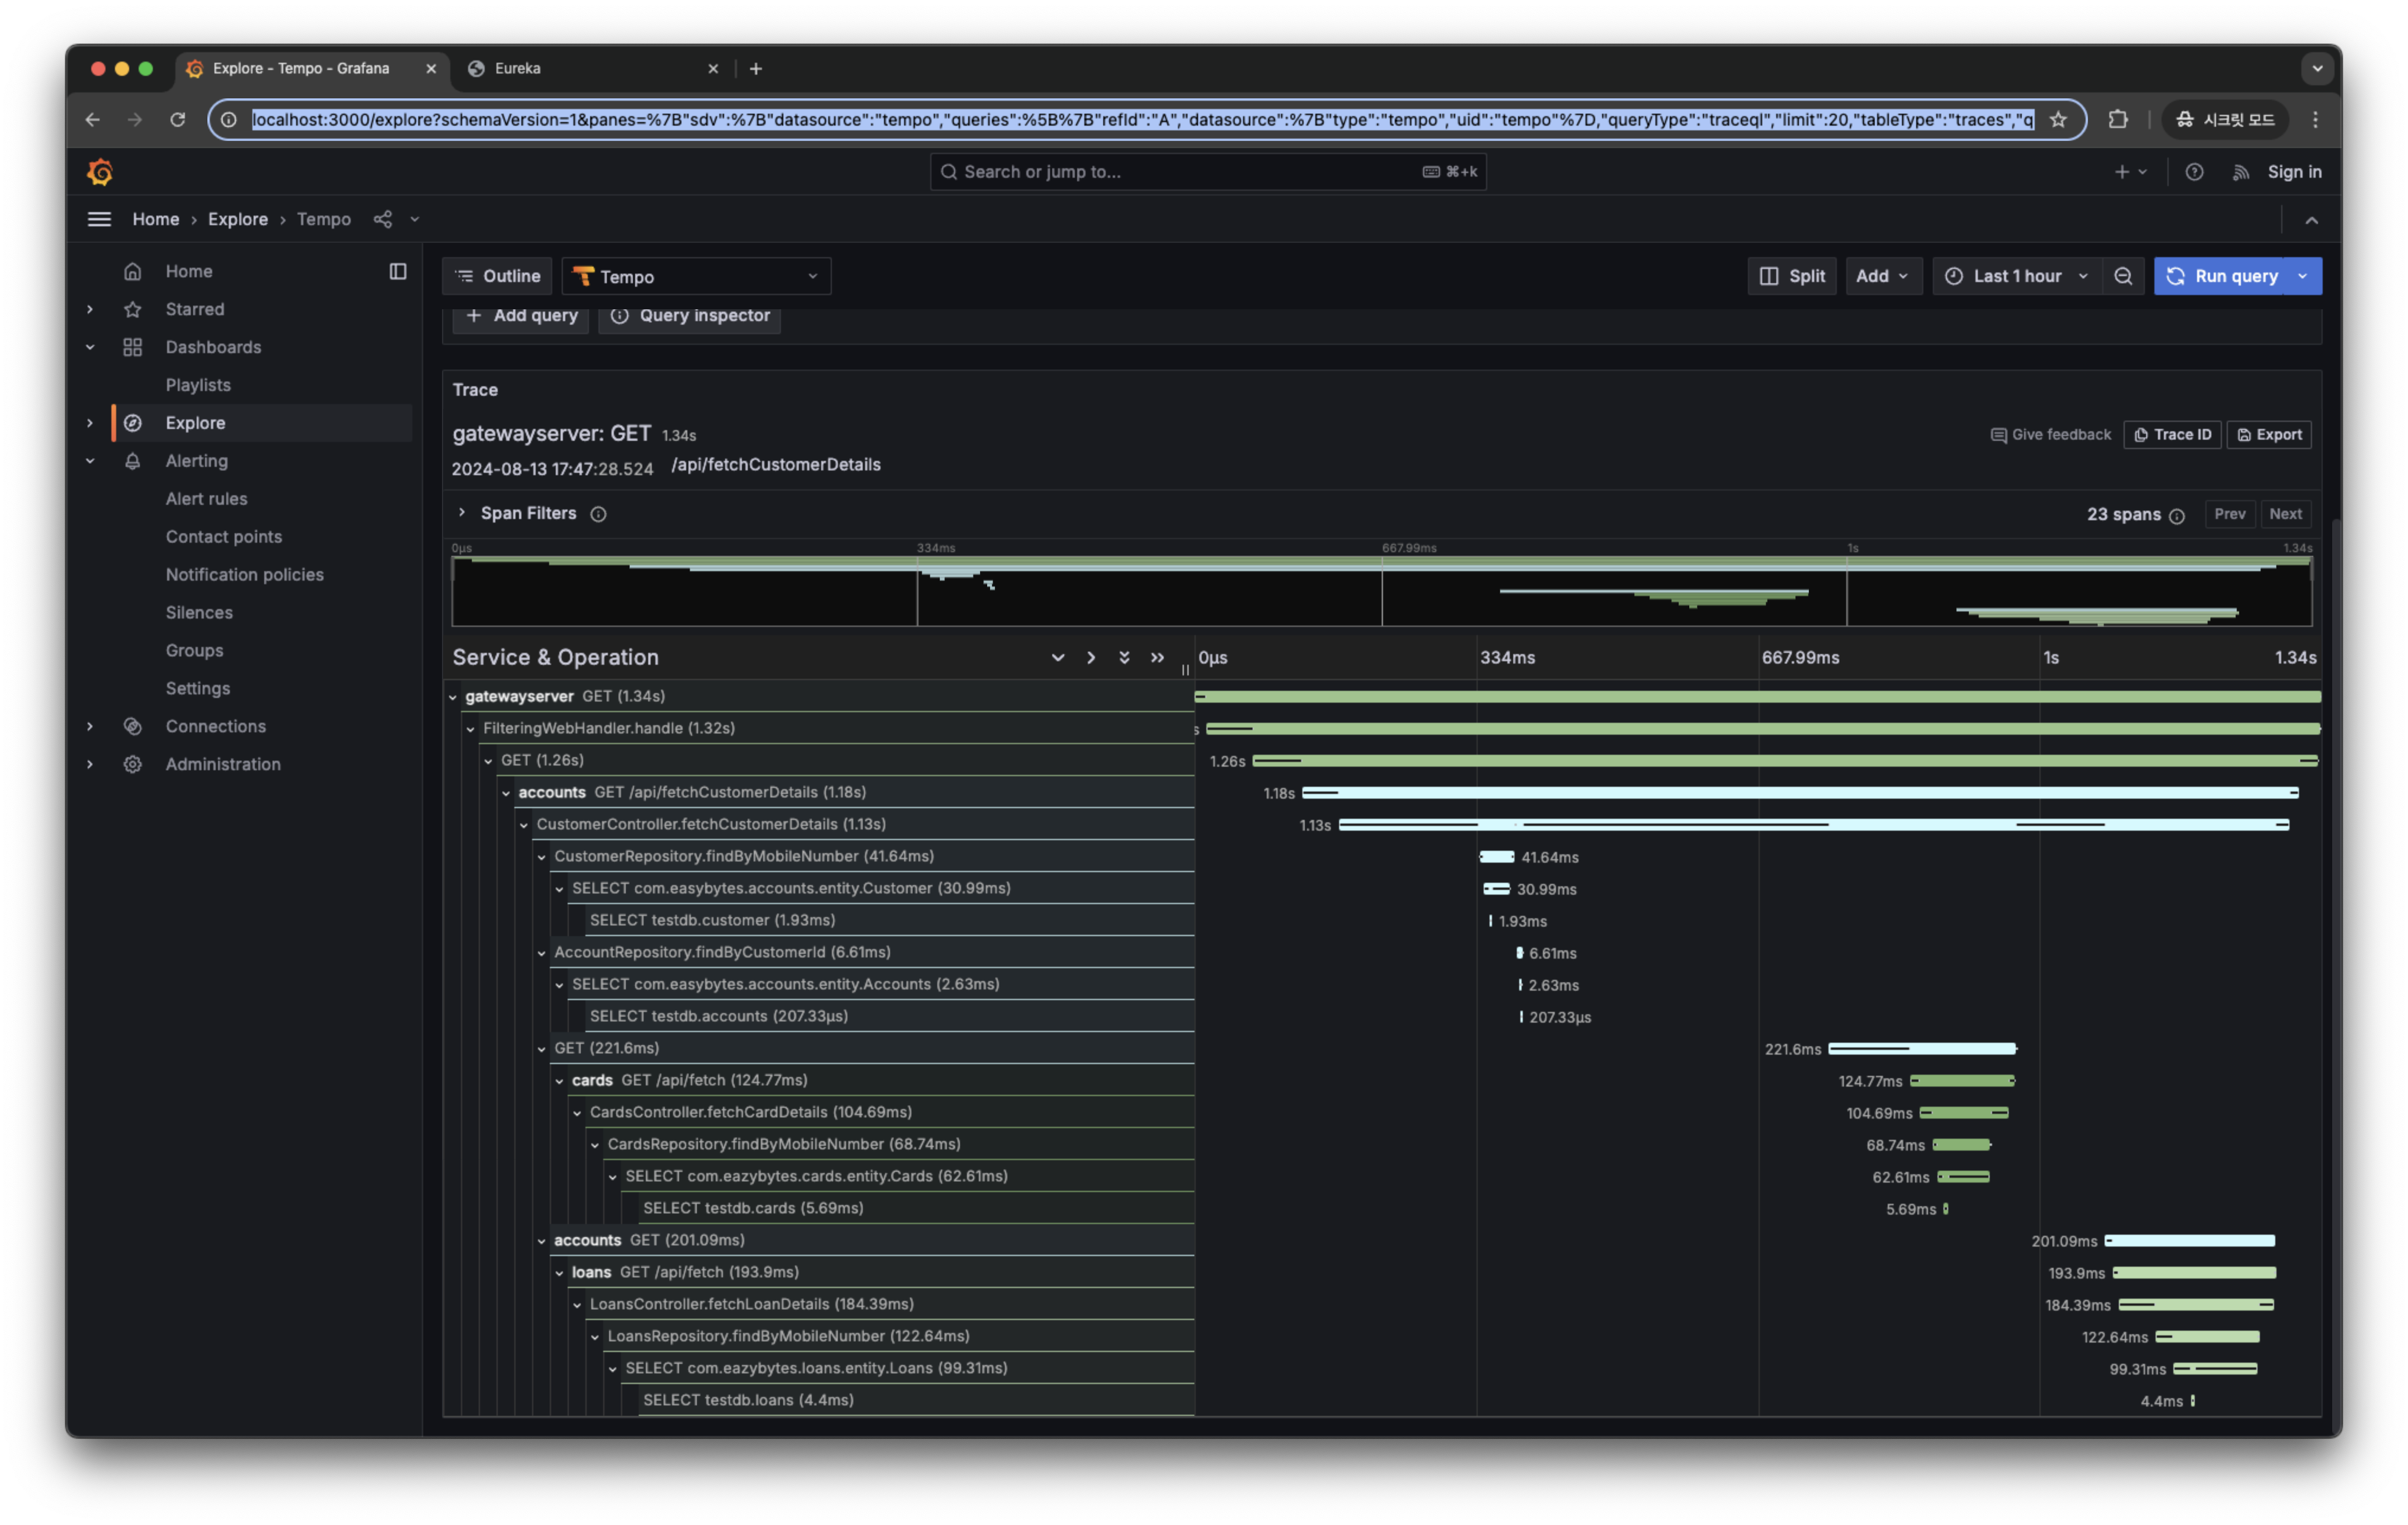 Explore - Tempo - Grafana
Eureka
localhost:3000/explore?schemaVersion=1&panes=%7B"sdv":%7B"datasource":"tempo","queries":%5B%7B"refId":"A","datasource":%7B"type":"tempo","uid":"tempo"%7D,"queryType":"traceql","limit":20,"tableType":"traces","q
시크릿 모드
Search or jump to...
⌘+k
Sign in
Home › Explore › Tempo
Home
Starred
Dashboards
Playlists
Explore
Alerting
Alert rules
Contact points
Notification policies
Silences
Groups
Settings
Connections
Administration
Outline
Tempo
Split
Add
Last 1 hour
Run query
+ Add query
Query inspector
Trace
gatewayserver: GET 1.34s
Give feedback
Trace ID
Export
2024-08-13 17:47:28.524 /api/fetchCustomerDetails
Span Filters
23 spans
Prev
Next
0µs 334ms 667.99ms 1s 1.34s
Service & Operation
0µs 334ms 667.99ms 1s 1.34s
gatewayserver GET (1.34s)
FilteringWebHandler.handle (1.32s)
s
GET (1.26s)
1.26s
accounts GET /api/fetchCustomerDetails (1.18s)
1.18s
CustomerController.fetchCustomerDetails (1.13s)
1.13s
CustomerRepository.findByMobileNumber (41.64ms)
41.64ms
SELECT com.easybytes.accounts.entity.Customer (30.99ms)
30.99ms
SELECT testdb.customer (1.93ms)
1.93ms
AccountRepository.findByCustomerId (6.61ms)
6.61ms
SELECT com.easybytes.accounts.entity.Accounts (2.63ms)
2.63ms
SELECT testdb.accounts (207.33µs)
207.33µs
GET (221.6ms)
221.6ms
cards GET /api/fetch (124.77ms)
124.77ms
CardsController.fetchCardDetails (104.69ms)
104.69ms
CardsRepository.findByMobileNumber (68.74ms)
68.74ms
SELECT com.eazybytes.cards.entity.Cards (62.61ms)
62.61ms
SELECT testdb.cards (5.69ms)
5.69ms
accounts GET (201.09ms)
201.09ms
loans GET /api/fetch (193.9ms)
193.9ms
LoansController.fetchLoanDetails (184.39ms)
184.39ms
LoansRepository.findByMobileNumber (122.64ms)
122.64ms
SELECT com.eazybytes.loans.entity.Loans (99.31ms)
99.31ms
SELECT testdb.loans (4.4ms)
4.4ms